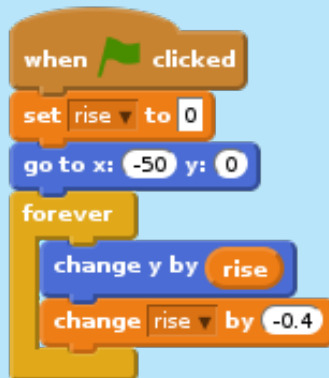 when clicked
set rise to 0
go to x: -50 y: 0
forever
change y by rise
change rise by -0.4